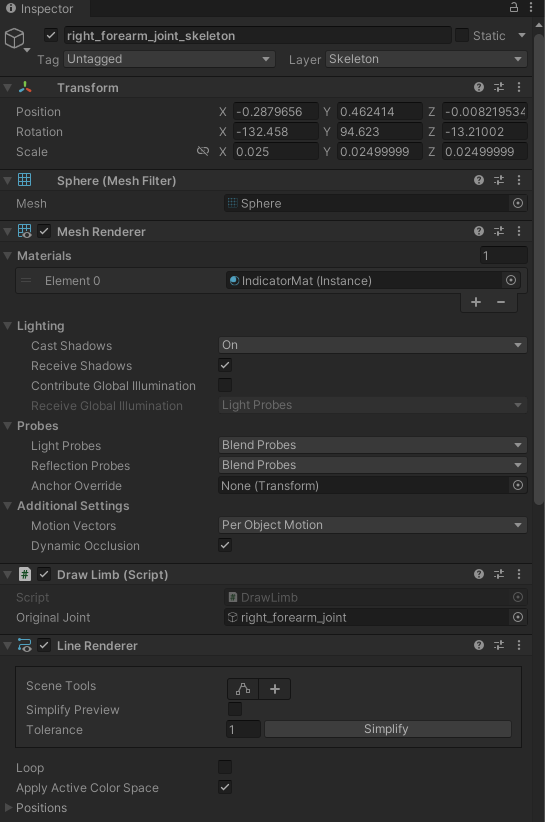 Inspector
right_forearm_joint_skeleton Static
Tag Untagged Layer Skeleton
Transform
Position X -0.2879656 Y 0.462414 Z -0.008219534
Rotation X -132.458 Y 94.623 Z -13.21002
Scale X 0.025 Y 0.02499999 Z 0.02499999
Sphere (Mesh Filter)
Mesh Sphere
Mesh Renderer
Materials 1
Element 0 IndicatorMat (Instance)
Lighting
Cast Shadows On
Receive Shadows
Contribute Global Illumination
Receive Global Illumination Light Probes
Probes
Light Probes Blend Probes
Reflection Probes Blend Probes
Anchor Override None (Transform)
Additional Settings
Motion Vectors Per Object Motion
Dynamic Occlusion
Draw Limb (Script)
Script DrawLimb
Original Joint right_forearm_joint
Line Renderer
Scene Tools
Simplify Preview
Tolerance 1 Simplify
Loop
Apply Active Color Space
Positions